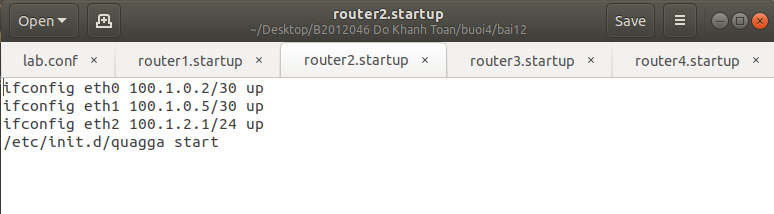 Open
router2.startup
~/Desktop/B2012046 Do Khanh Toan/buoi4/bai12
Save
lab.conf ×
router1.startup ×
router2.startup ×
router3.startup ×
router4.startup ×
ifconfig eth0 100.1.0.2/30 up
ifconfig eth1 100.1.0.5/30 up
ifconfig eth2 100.1.2.1/24 up
/etc/init.d/quagga start